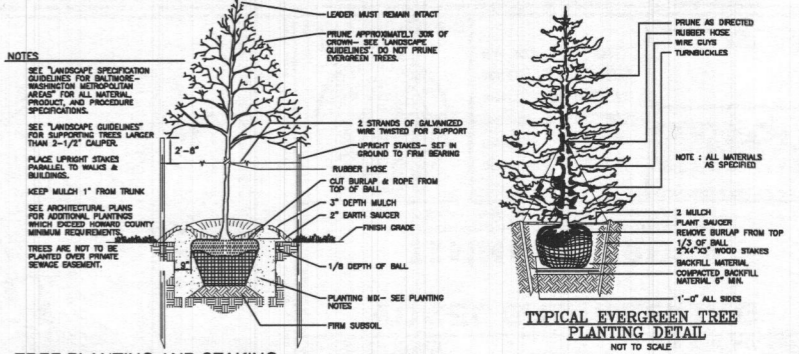 NOTES
SEE "LANDSCAPE SPECIFICATION
GUIDELINES FOR BALTIMORE-
WASHINGTON METROPOLITAN
AREAS" FOR ALL MATERIAL,
PRODUCT, AND PROCEDURE
SPECIFICATIONS.
SEE "LANDSCAPE GUIDELINES"
FOR SUPPORTING TREES LARGER
THAN 2-1/2" CALIPER.
PLACE UPRIGHT STAKES
PARALLEL TO WALKS &
BUILDINGS.
KEEP MULCH 1" FROM TRUNK
SEE ARCHITECTURAL PLANS
FOR ADDITIONAL PLANTINGS
WHICH EXCEED HOWARD COUNTY
MINIMUM REQUIREMENTS.
TREES ARE NOT TO BE
PLANTED OVER PRIVATE
SEWAGE EASEMENT.
LEADER MUST REMAIN INTACT
PRUNE APPROXIMATELY 30% OF
CROWN- SEE "LANDSCAPE
GUIDELINES". DO NOT PRUNE
EVERGREEN TREES.
2 STRANDS OF GALVANIZED
WIRE TWISTED FOR SUPPORT
2'-6"
UPRIGHT STAKES- SET IN
GROUND TO FIRM BEARING
RUBBER HOSE
CUT BURLAP & ROPE FROM
TOP OF BALL
3" DEPTH MULCH
2" EARTH SAUCER
FINISH GRADE
1/8 DEPTH OF BALL
PLANTING MIX- SEE PLANTING
NOTES
FIRM SUBSOIL
TREE PLANTING AND STAKING
PRUNE AS DIRECTED
RUBBER HOSE
WIRE GUYS
TURNBUCKLES
NOTE : ALL MATERIALS
AS SPECIFIED
2 MULCH
PLANT SAUCER
REMOVE BURLAP FROM TOP
1/3 OF BALL
2"X4"X3' WOOD STAKES
BACKFILL MATERIAL
COMPACTED BACKFILL
MATERIAL 6" MIN.
1'-0" ALL SIDES
TYPICAL EVERGREEN TREE
PLANTING DETAIL
NOT TO SCALE